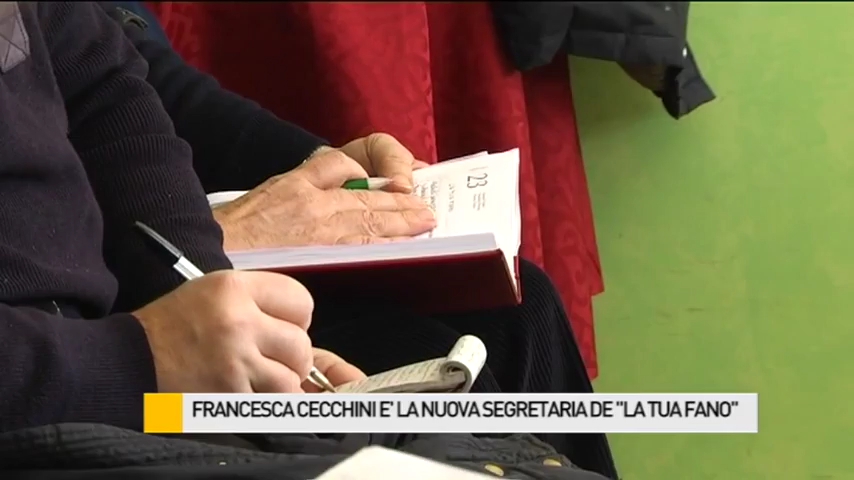 23
FRANCESCA CECCHINI E' LA NUOVA SEGRETARIA DE "LA TUA FANO"